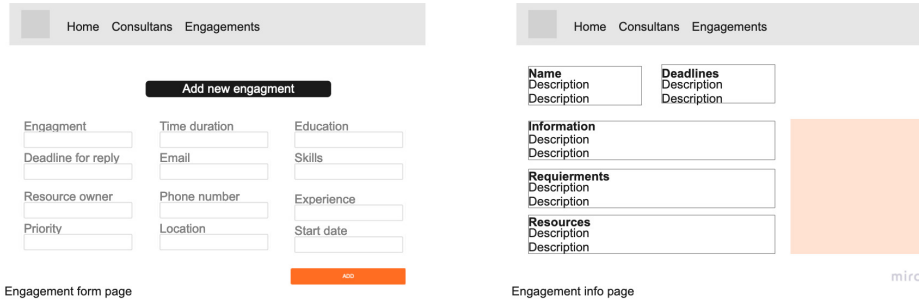 Home Consultans Engagements
Add new engagment
Engagment
Time duration
Education
Deadline for reply
Email
Skills
Resource owner
Phone number
Experience
Priority
Location
Start date
ADD
Engagement form page
Home Consultans Engagements
Name
Description
Description
Deadlines
Description
Description
Information
Description
Description
Requierments
Description
Description
Resources
Description
Description
miro
Engagement info page